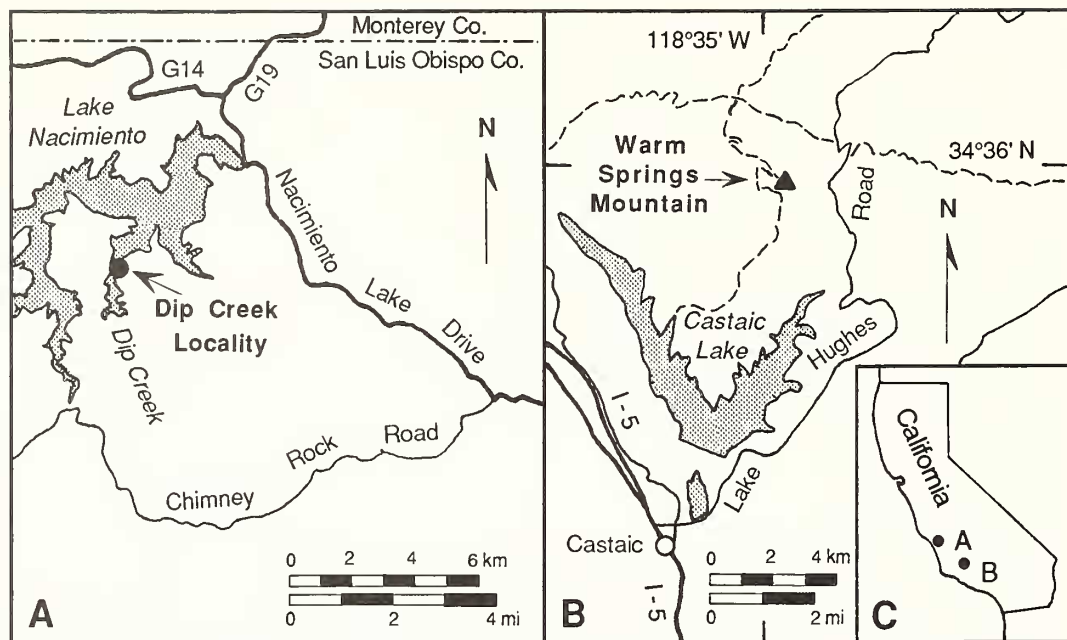 Monterey Co.
San Luis Obispo Co.
G14
G19
Lake
Nacimiento
N
Nacimiento
Lake
Drive
Dip Creek
Locality
Dip Creek
Chimney
Rock
Road
0 2 4 6 km
0 2 4 mi
A
118°35' W
34°36' N
Warm
Springs
Mountain
Road
N
Castaic
Lake
Hughes
I-5
Lake
Castaic
I-5
0 2 4 km
0 2 mi
B
California
A
B
C